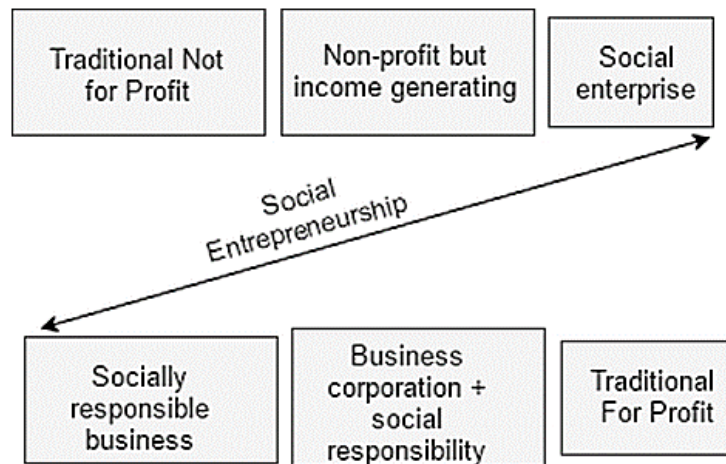 Traditional Not
for Profit
Non-profit but
income generating
Social
enterprise
Social
Entrepreneurship
Socially
responsible
business
Business
corporation +
social
responsibility
Traditional
For Profit